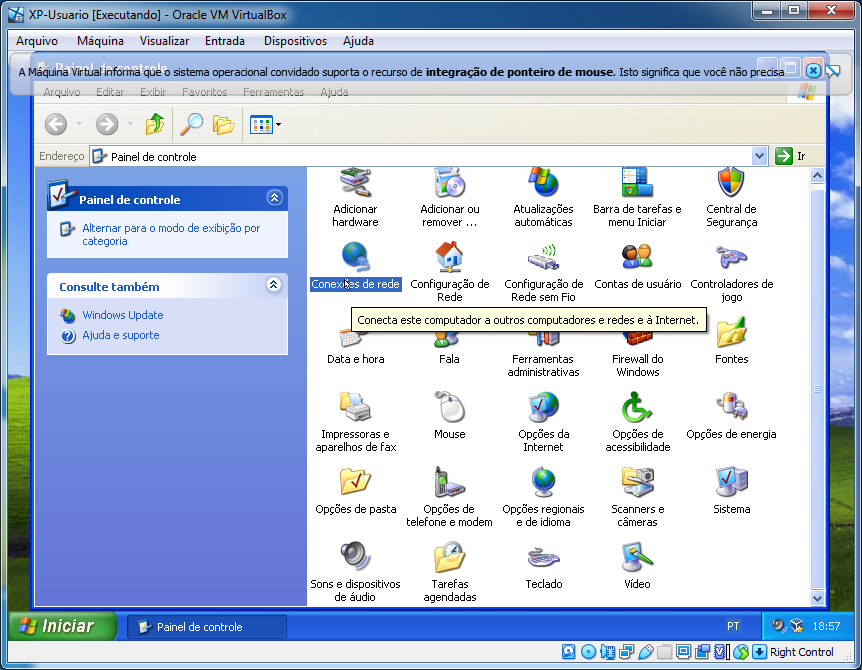 XP-Usuario [Executando] - Oracle VM VirtualBox
Arquivo Máquina Visualizar Entrada Dispositivos Ajuda
Painel de controle
A Máquina Virtual informa que o sistema operacional convidado suporta o recurso de integração de ponteiro de mouse. Isto significa que você não precisa
Arquivo Editar Exibir Favoritos Ferramentas Ajuda
Endereço Painel de controle Ir
Painel de controle
Alternar para o modo de exibição por
categoria
Consulte também
Windows Update
Ajuda e suporte
Adicionar
hardware
Adicionar ou
remover ...
Atualizações
automáticas
Barra de tarefas e
menu Iniciar
Central de
Segurança
Conexões de rede
Configuração de
Rede
Configuração de
Rede sem Fio
Contas de usuário
Controladores de
jogo
Conecta este computador a outros computadores e redes e à Internet.
Data e hora
Fala
Ferramentas
administrativas
Firewall do
Windows
Fontes
Impressoras e
aparelhos de fax
Mouse
Opções da
Internet
Opções de
acessibilidade
Opções de energia
Opções de pasta
Opções de
telefone e modem
Opções regionais
e de idioma
Scanners e
câmeras
Sistema
Sons e dispositivos
de áudio
Tarefas
agendadas
Teclado
Vídeo
Iniciar Painel de controle PT 18:57
Right Control